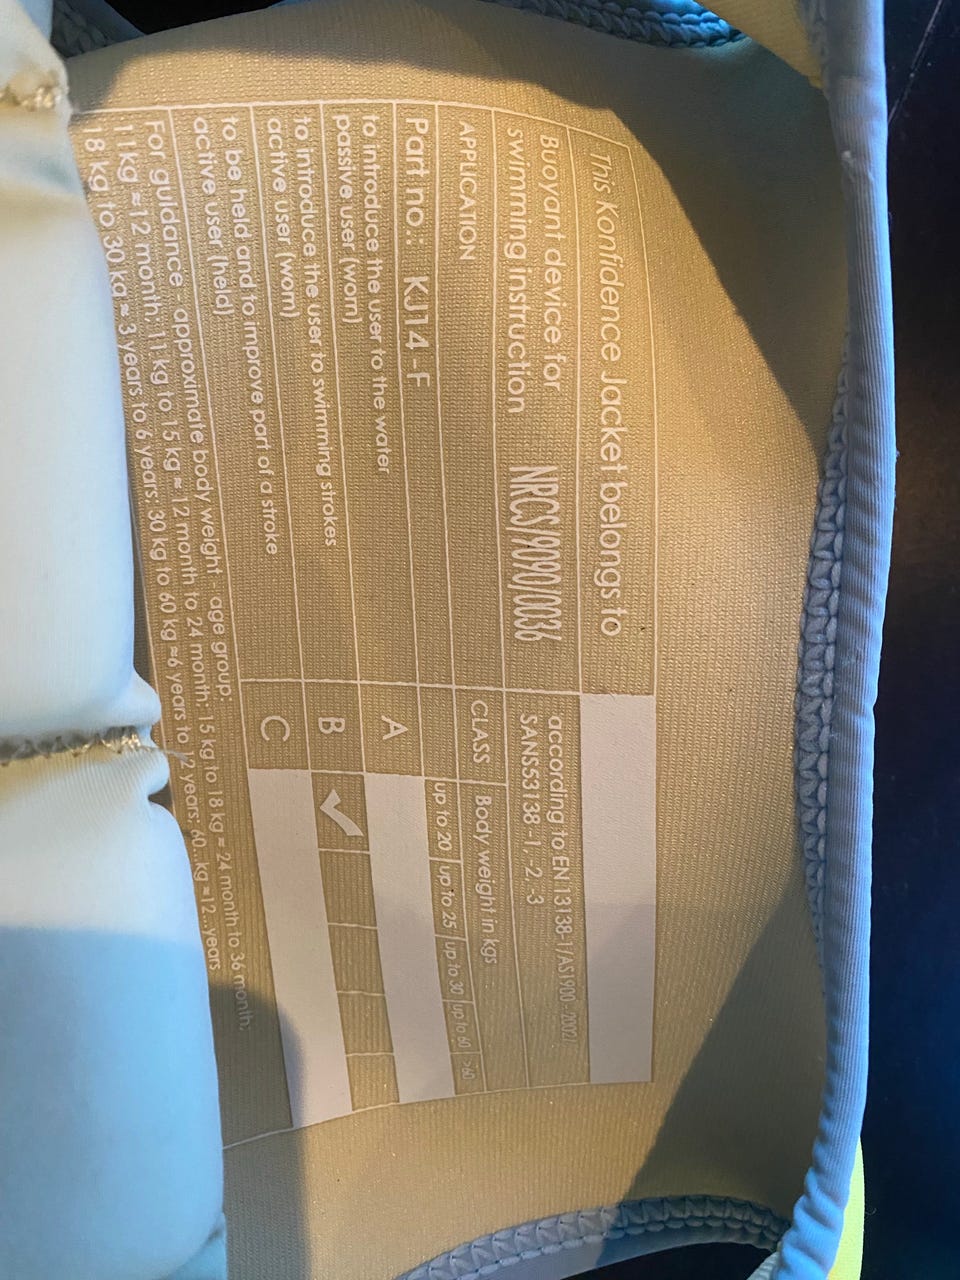 This Konfidence Jacket belongs to
Buoyant device for
swimming instruction
NRCS/9090/0036
according to EN 13138-1/AS1900 - 2002/
SANS53138 -1, -2, -3
APPLICATION
CLASS
Body weight in kgs
Part no.: KJ14 -F
up to 20 up to 25 up to 30 up to 60 >60
to introduce the user to the water
passive user (worn)
A
to introduce the user to swimming strokes
active user (worn)
B ✓
to be held and to improve part of a stroke
active user (held)
C
For guidance - approximate body weight - age group:
11kg ≈12 month; 11 kg to 15 kg ≈ 12 month to 24 month; 15 kg to 18 kg ≈ 24 month to 36 month;
18 kg to 30 kg ≈ 3 years to 6 years; 30 kg to 60 kg ≈6 years to 12 years; 60...kg ≈12...years